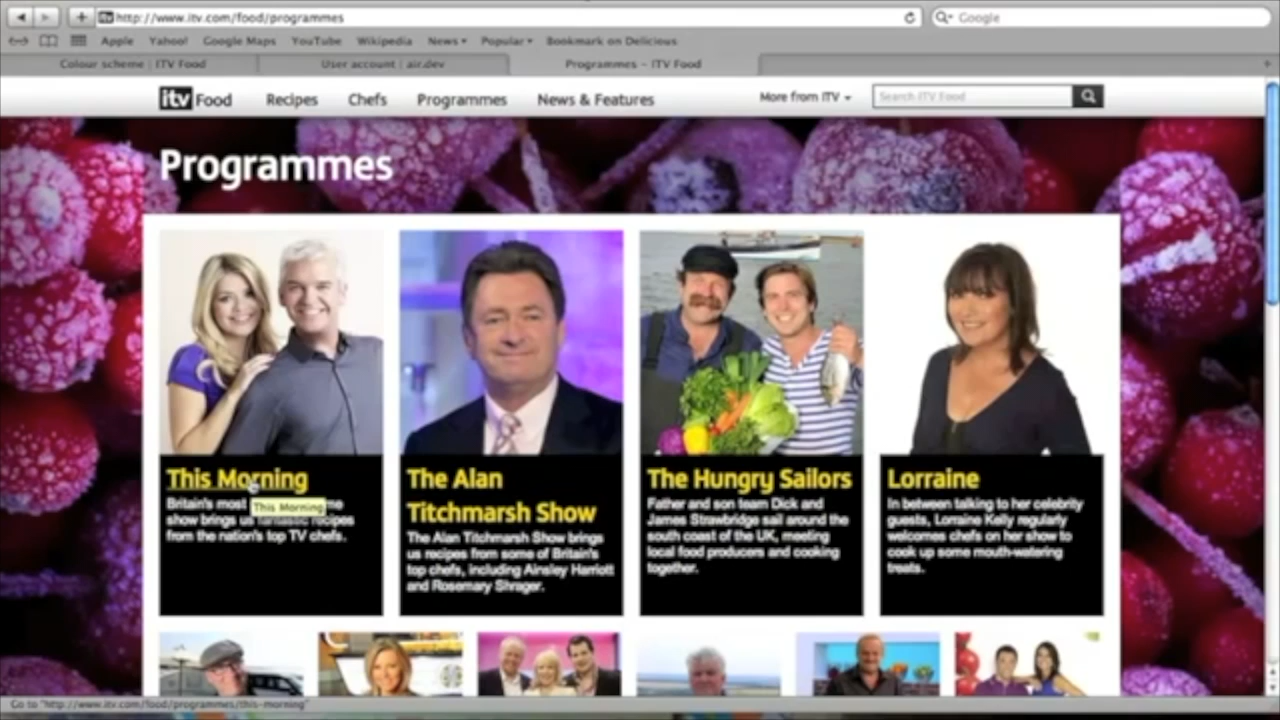 http://www.itv.com/food/programmes
Google
Apple Yahoo! Google Maps YouTube Wikipedia News Popular Bookmark on Delicious
Colour scheme | ITV Food User account | air.dev Programmes – ITV Food
itv Food Recipes Chefs Programmes News & Features More from ITV Search ITV Food
Programmes
This Morning
Britain's most
show brings us fantastic recipes
from the nation's top TV chefs.
This Morning
The Alan
Titchmarsh Show
The Alan Titchmarsh Show brings
us recipes from some of Britain's
top chefs, including Ainsley Harriott
and Rosemary Shrager.
The Hungry Sailors
Father and son team Dick and
James Strawbridge sail around the
south coast of the UK, meeting
local food producers and cooking
together.
Lorraine
In between talking to her celebrity
guests, Lorraine Kelly regularly
welcomes chefs on her show to
cook up some mouth-watering
treats.
Go to "http://www.itv.com/food/programmes/this-morning"